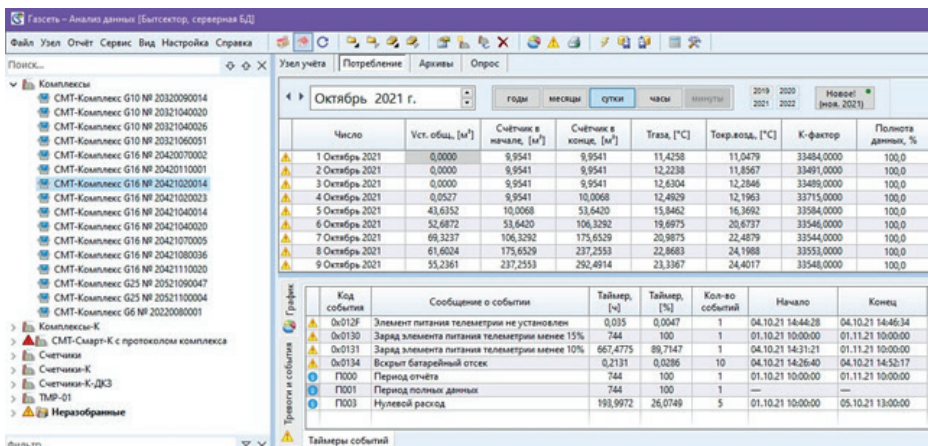 Газсеть – Анализ данных [Бытсектор, серверная БД]
Файл Узел Отчёт Сервис Вид Настройка Справка
Поиск...
Комплексы
СМТ-Комплекс G10 № 20320090014
СМТ-Комплекс G10 № 20321040020
СМТ-Комплекс G10 № 20321040026
СМТ-Комплекс G10 № 20321060051
СМТ-Комплекс G16 № 20420070002
СМТ-Комплекс G16 № 20420110001
СМТ-Комплекс G16 № 20421020014
СМТ-Комплекс G16 № 20421020023
СМТ-Комплекс G16 № 20421040014
СМТ-Комплекс G16 № 20421040020
СМТ-Комплекс G16 № 20421070005
СМТ-Комплекс G16 № 20421080036
СМТ-Комплекс G16 № 20421110020
СМТ-Комплекс G25 № 20521090047
СМТ-Комплекс G25 № 20521100004
СМТ-Комплекс G6 № 20220080001
Комплексы-К
СМТ-Смарт-К с протоколом комплекса
Счетчики
Счетчики-К
Счетчики-К-ДКЗ
ТМР-01
Неразобранные
Фильтр
Узел учёта Потребление Архивы Опрос
Октябрь 2021 г. годы месяцы сутки часы минуты 2019 2020 2021 2022 Новое! (ноя. 2021)
Число Vст. общ., [м³] Счётчик в начале, [м³] Счётчик в конце, [м³] Тгаза, [°C] Токр.возд., [°C] К-фактор Полнота данных, %
1 Октябрь 2021 0,0000 9,9541 9,9541 11,4258 11,0479 33484,0000 100,0
2 Октябрь 2021 0,0000 9,9541 9,9541 12,2238 11,8567 33491,0000 100,0
3 Октябрь 2021 0,0000 9,9541 9,9541 12,6304 12,2846 33489,0000 100,0
4 Октябрь 2021 0,0527 9,9541 10,0068 12,4929 12,1963 33715,0000 100,0
5 Октябрь 2021 43,6352 10,0068 53,6420 15,8462 16,3692 33584,0000 100,0
6 Октябрь 2021 52,6872 53,6420 106,3292 19,6975 20,6737 33546,0000 100,0
7 Октябрь 2021 69,3237 106,3292 175,6529 20,9875 22,4879 33544,0000 100,0
8 Октябрь 2021 61,6024 175,6529 237,2553 22,8683 24,1988 33553,0000 100,0
9 Октябрь 2021 55,2361 237,2553 292,4914 23,3367 24,4017 33548,0000 100,0
График
Тревоги и события
Код события Сообщение о событии Таймер, [ч] Таймер, [%] Кол-во событий Начало Конец
0x012F Элемент питания телеметрии не установлен 0,035 0,0047 1 04.10.21 14:44:28 04.10.21 14:46:34
0x0130 Заряд элемента питания телеметрии менее 15% 744 100 1 01.10.21 10:00:00 01.11.21 10:00:00
0x0131 Заряд элемента питания телеметрии менее 10% 667,4775 89,7147 1 04.10.21 14:31:21 01.11.21 10:00:00
0x0134 Вскрыт батарейный отсек 0,2131 0,0286 10 04.10.21 14:26:40 04.10.21 14:52:17
П000 Период отчёта 744 100 1 01.10.21 10:00:00 01.11.21 10:00:00
П001 Период полных данных 744 100 1 — —
П003 Нулевой расход 193,9972 26,0749 5 01.10.21 10:00:00 05.10.21 13:00:00
Таймеры событий